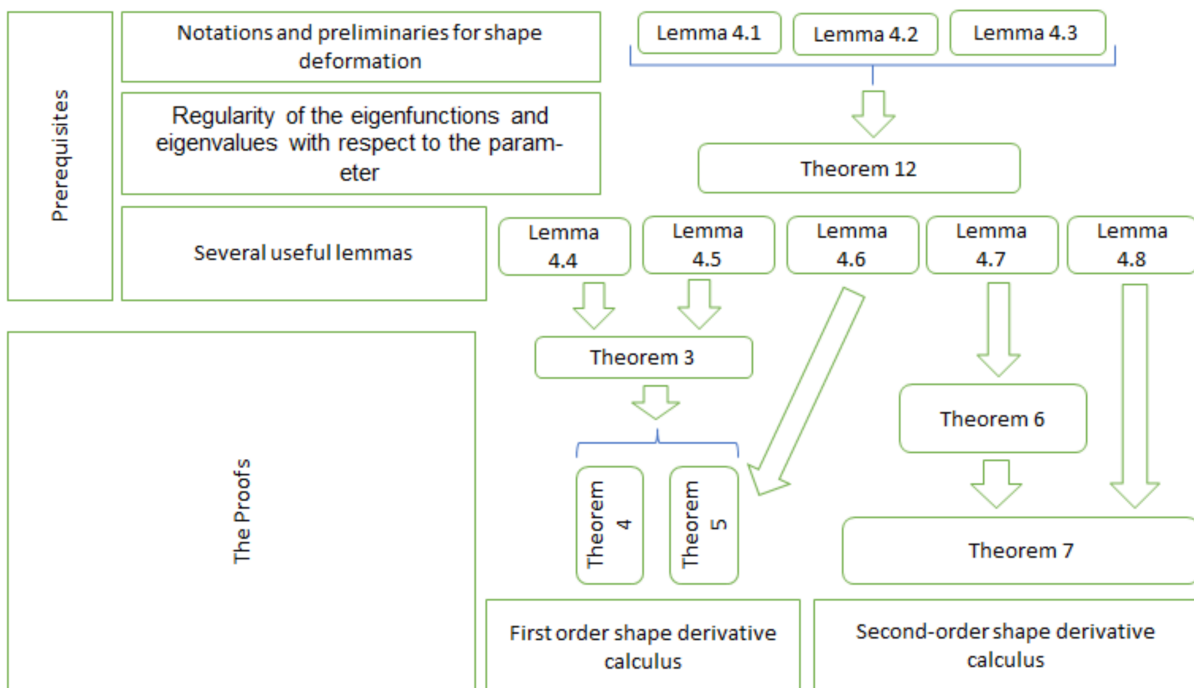 Prerequisites
Notations and preliminaries for shape
deformation
Lemma 4.1
Lemma 4.2
Lemma 4.3
Regularity of the eigenfunctions and
eigenvalues with respect to the param-
eter
Theorem 12
Several useful lemmas
Lemma
4.4
Lemma
4.5
Lemma
4.6
Lemma
4.7
Lemma
4.8
The Proofs
Theorem 3
Theorem 6
Theorem
4
Theorem
5
Theorem 7
First order shape derivative
calculus
Second-order shape derivative
calculus